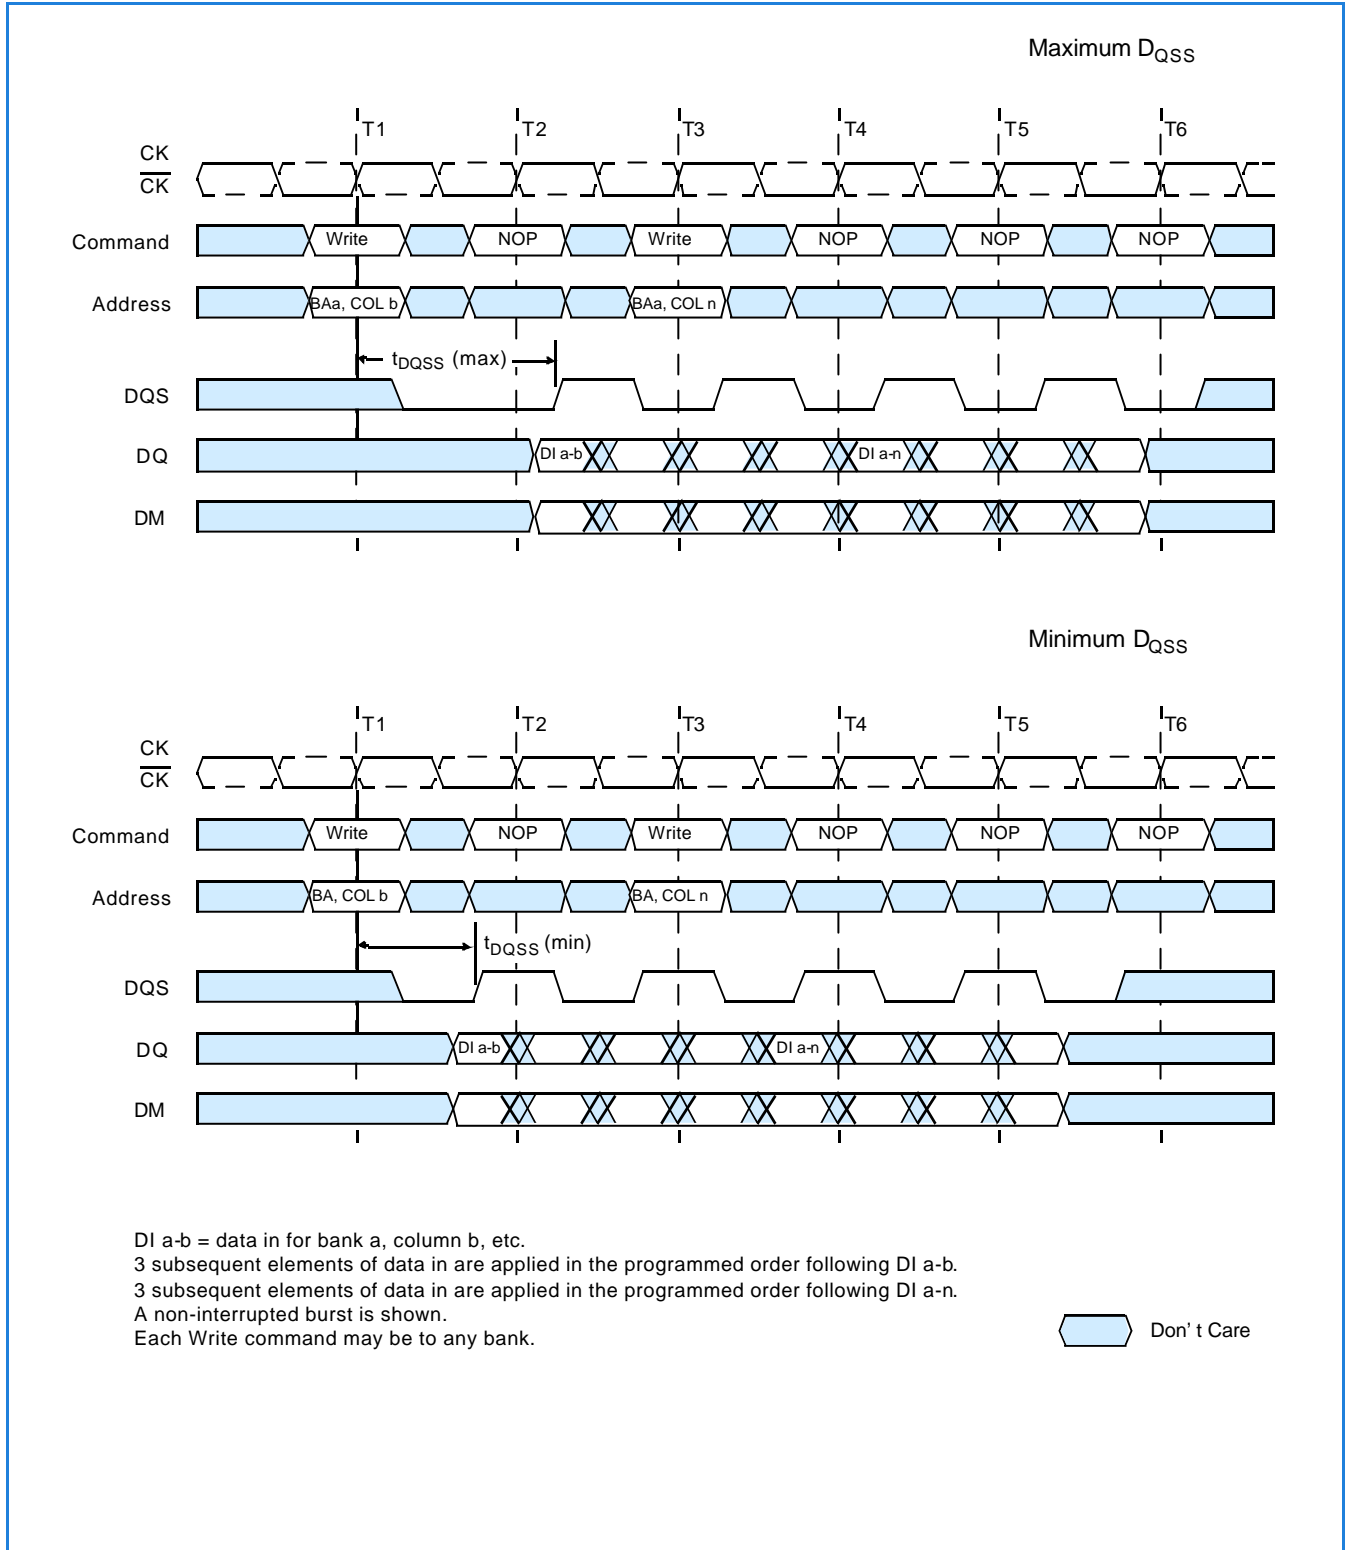 Maximum DQSS
T1 T2 T3 T4 T5 T6
CK
CK
Command Write NOP Write NOP NOP NOP
Address BAa, COL b BAa, COL n
tDQSS (max)
DQS
DQ DI a-b DI a-n
DM
Minimum DQSS
T1 T2 T3 T4 T5 T6
CK
CK
Command Write NOP Write NOP NOP NOP
Address BA, COL b BA, COL n
tDQSS (min)
DQS
DQ DI a-b DI a-n
DM
DI a-b = data in for bank a, column b, etc.
3 subsequent elements of data in are applied in the programmed order following DI a-b.
3 subsequent elements of data in are applied in the programmed order following DI a-n.
A non-interrupted burst is shown.
Each Write command may be to any bank.
Don' t Care